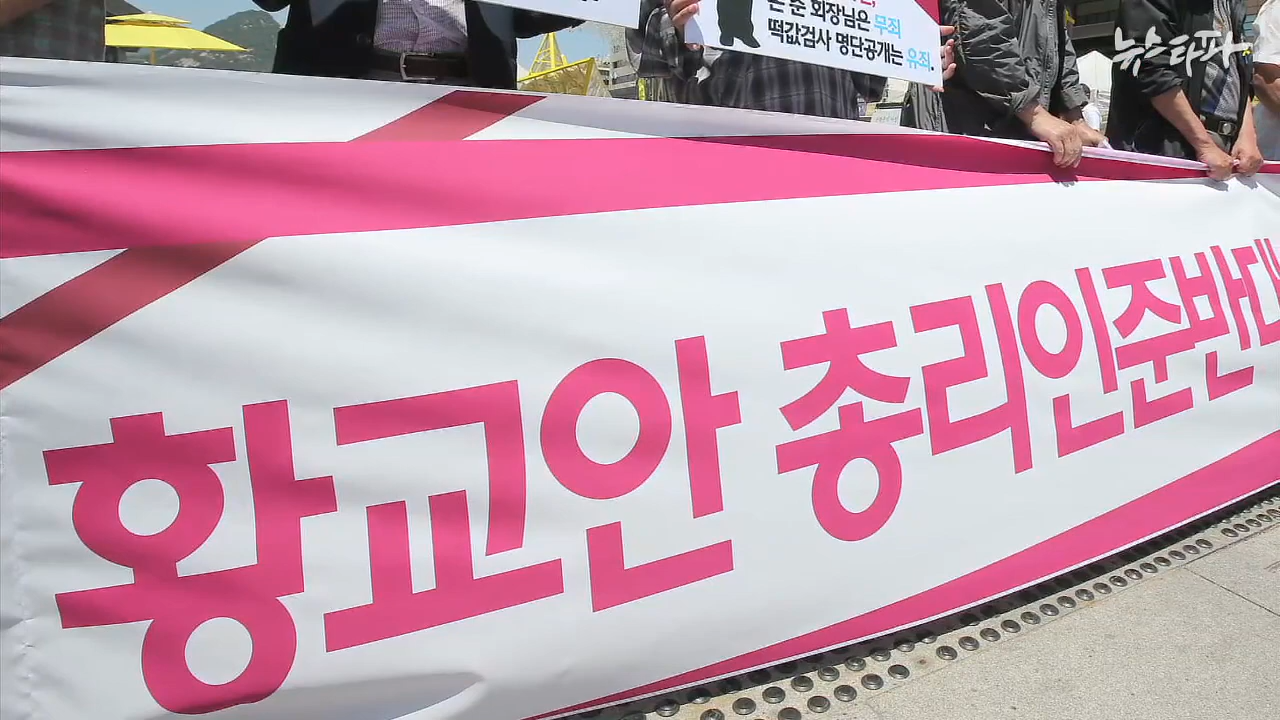 뉴스타파
준 회장님은 무죄
떡값검사 명단공개는 유죄.
황교안 총리인준반대